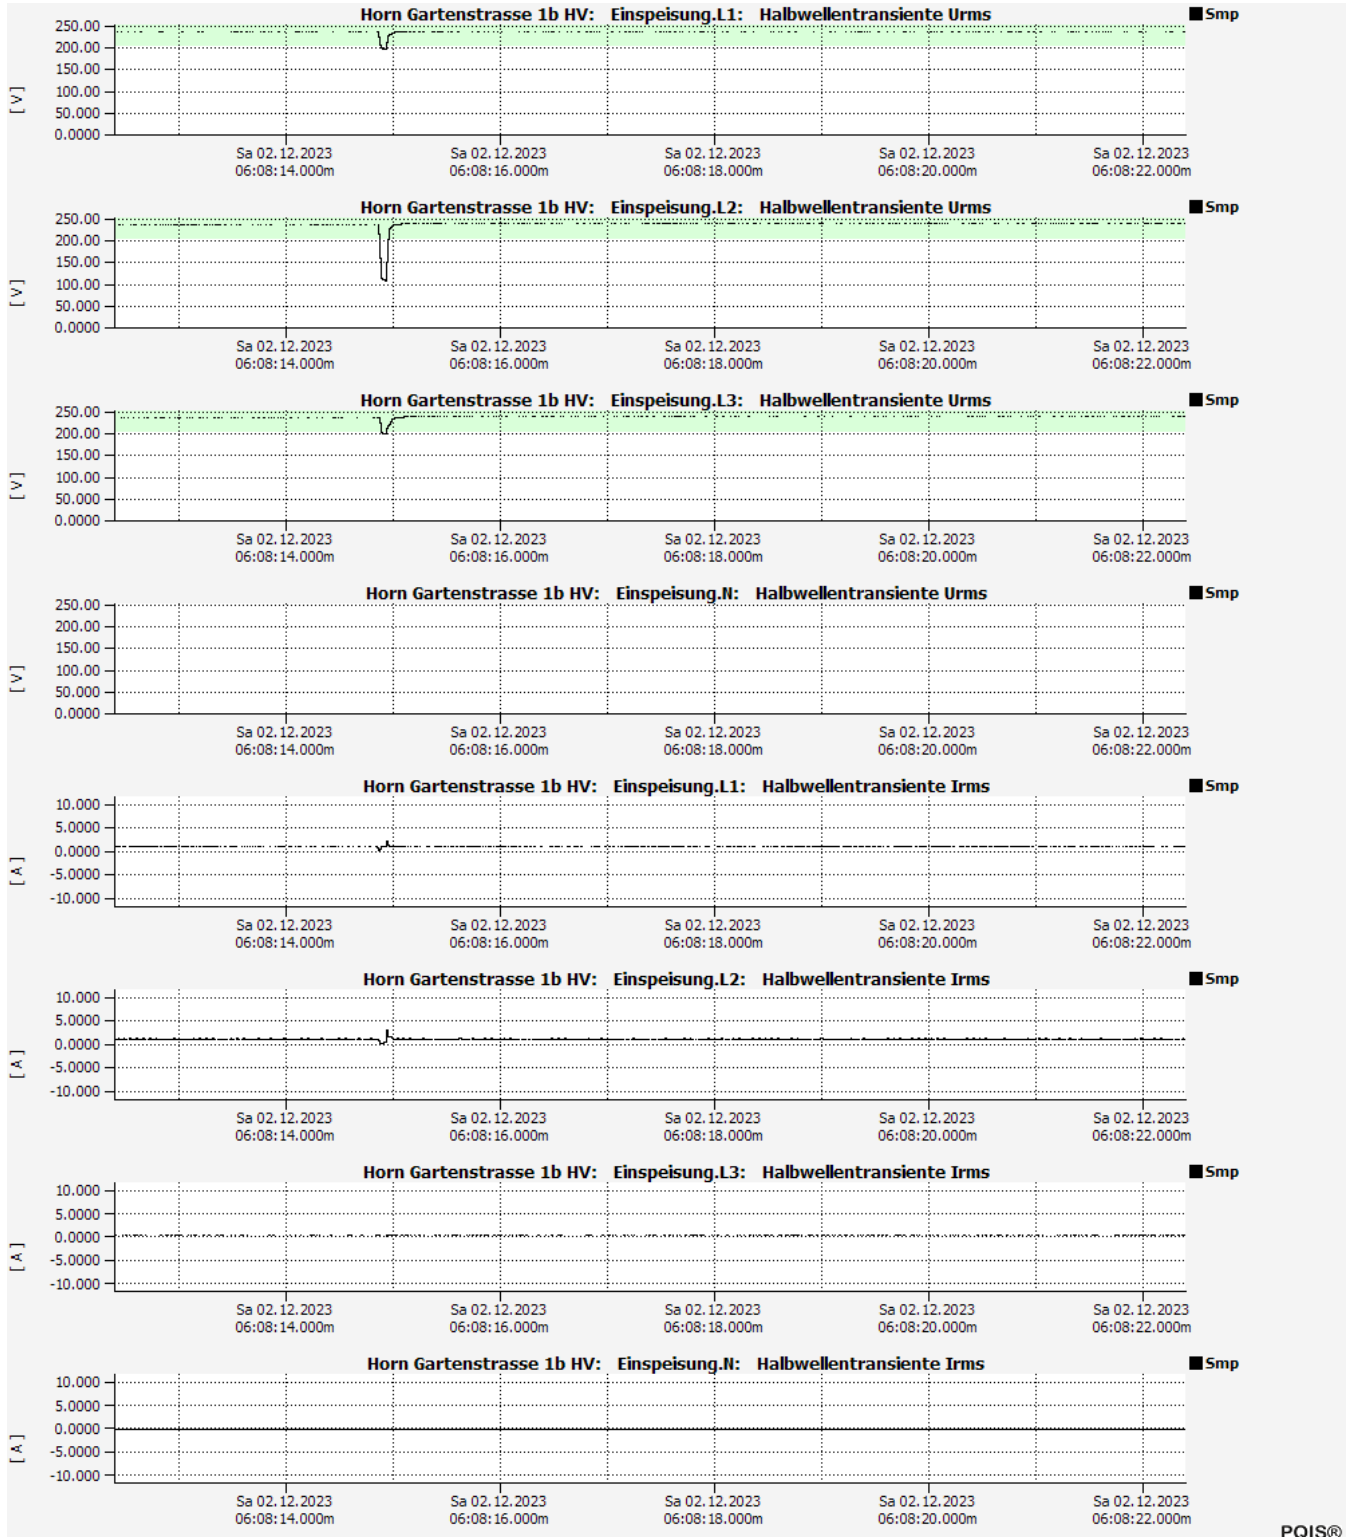 Horn Gartenstrasse 1b HV: Einspeisung.L1: Halbwellentransiente Urms
Smp
250.00
200.00
150.00
100.00
50.000
0.0000
[ V ]
Sa 02.12.2023 Sa 02.12.2023 Sa 02.12.2023 Sa 02.12.2023 Sa 02.12.2023
06:08:14.000m 06:08:16.000m 06:08:18.000m 06:08:20.000m 06:08:22.000m
Horn Gartenstrasse 1b HV: Einspeisung.L2: Halbwellentransiente Urms
Smp
250.00
200.00
150.00
100.00
50.000
0.0000
[ V ]
Sa 02.12.2023 Sa 02.12.2023 Sa 02.12.2023 Sa 02.12.2023 Sa 02.12.2023
06:08:14.000m 06:08:16.000m 06:08:18.000m 06:08:20.000m 06:08:22.000m
Horn Gartenstrasse 1b HV: Einspeisung.L3: Halbwellentransiente Urms
Smp
250.00
200.00
150.00
100.00
50.000
0.0000
[ V ]
Sa 02.12.2023 Sa 02.12.2023 Sa 02.12.2023 Sa 02.12.2023 Sa 02.12.2023
06:08:14.000m 06:08:16.000m 06:08:18.000m 06:08:20.000m 06:08:22.000m
Horn Gartenstrasse 1b HV: Einspeisung.N: Halbwellentransiente Urms
Smp
250.00
200.00
150.00
100.00
50.000
0.0000
[ V ]
Sa 02.12.2023 Sa 02.12.2023 Sa 02.12.2023 Sa 02.12.2023 Sa 02.12.2023
06:08:14.000m 06:08:16.000m 06:08:18.000m 06:08:20.000m 06:08:22.000m
Horn Gartenstrasse 1b HV: Einspeisung.L1: Halbwellentransiente Irms
Smp
10.000
5.0000
0.0000
-5.0000
-10.000
[ A ]
Sa 02.12.2023 Sa 02.12.2023 Sa 02.12.2023 Sa 02.12.2023 Sa 02.12.2023
06:08:14.000m 06:08:16.000m 06:08:18.000m 06:08:20.000m 06:08:22.000m
Horn Gartenstrasse 1b HV: Einspeisung.L2: Halbwellentransiente Irms
Smp
10.000
5.0000
0.0000
-5.0000
-10.000
[ A ]
Sa 02.12.2023 Sa 02.12.2023 Sa 02.12.2023 Sa 02.12.2023 Sa 02.12.2023
06:08:14.000m 06:08:16.000m 06:08:18.000m 06:08:20.000m 06:08:22.000m
Horn Gartenstrasse 1b HV: Einspeisung.L3: Halbwellentransiente Irms
Smp
10.000
5.0000
0.0000
-5.0000
-10.000
[ A ]
Sa 02.12.2023 Sa 02.12.2023 Sa 02.12.2023 Sa 02.12.2023 Sa 02.12.2023
06:08:14.000m 06:08:16.000m 06:08:18.000m 06:08:20.000m 06:08:22.000m
Horn Gartenstrasse 1b HV: Einspeisung.N: Halbwellentransiente Irms
Smp
10.000
5.0000
0.0000
-5.0000
-10.000
[ A ]
Sa 02.12.2023 Sa 02.12.2023 Sa 02.12.2023 Sa 02.12.2023 Sa 02.12.2023
06:08:14.000m 06:08:16.000m 06:08:18.000m 06:08:20.000m 06:08:22.000m
PQIS®